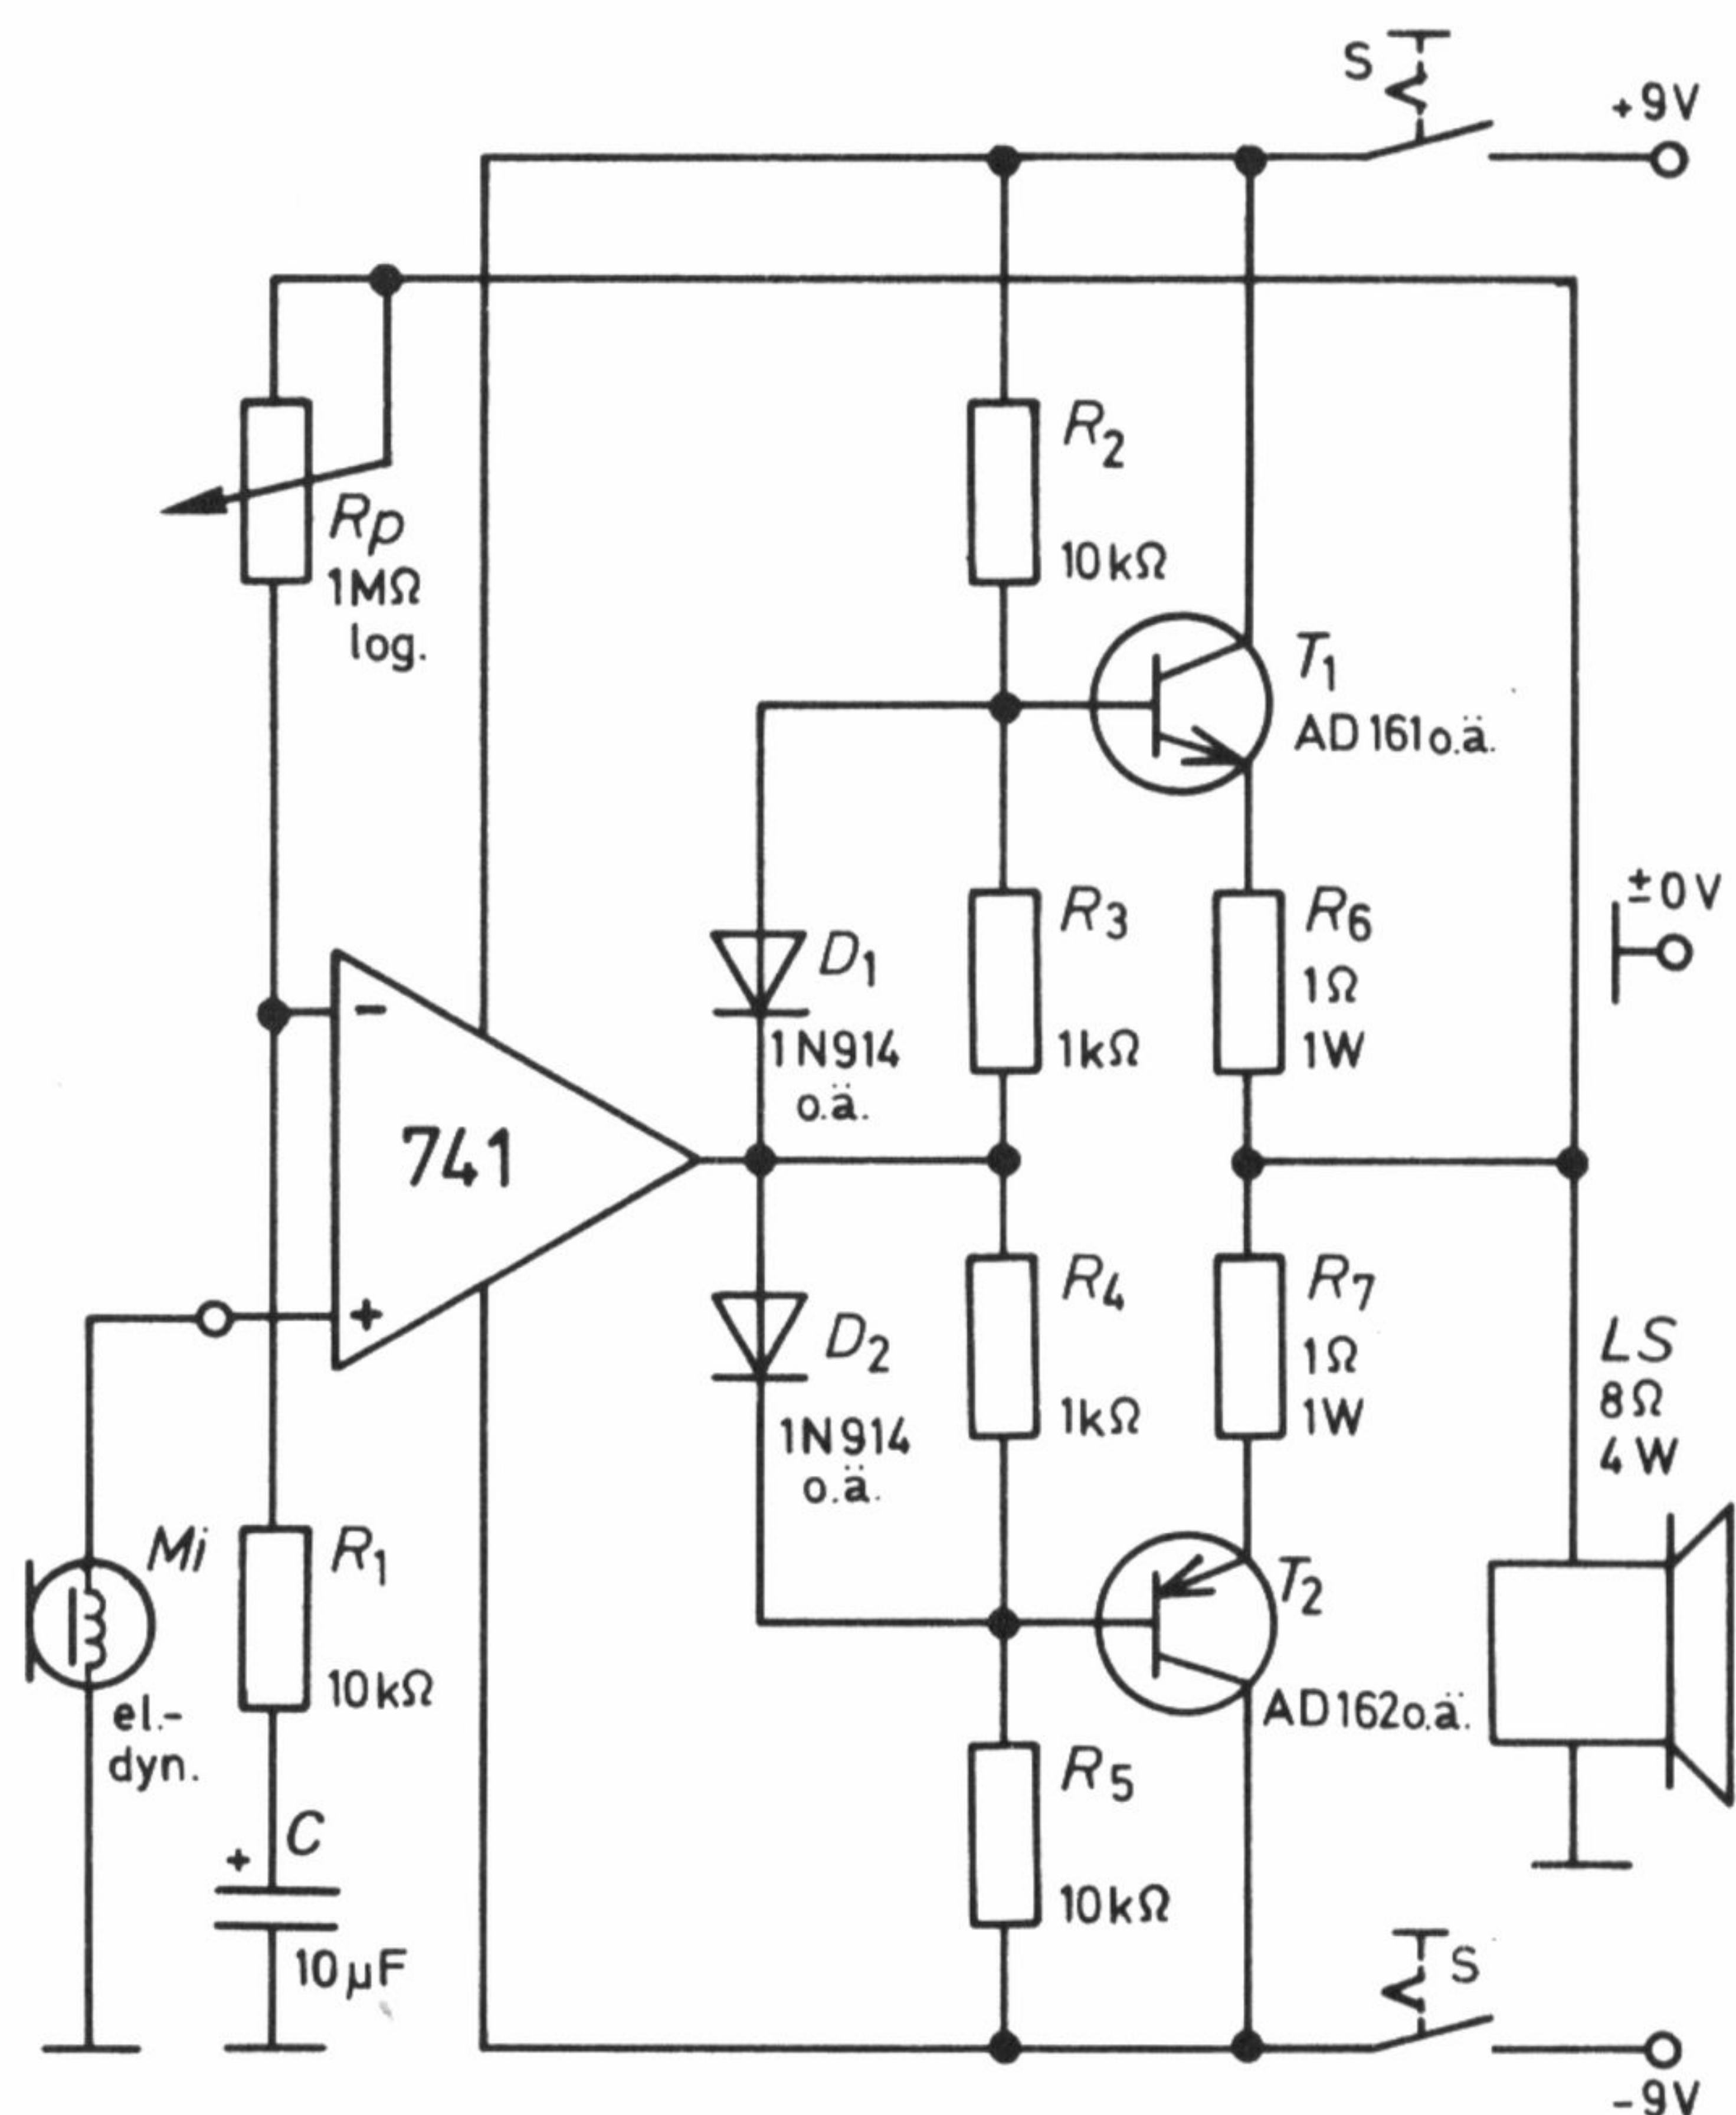 S
+9V
R2
10kΩ
Rp
1MΩ
log.
T1
AD161o.ä.
±0V
R3
1kΩ
R6
1Ω
1W
D1
1N914
o.ä.
-
741
+
R4
1kΩ
R7
1Ω
1W
D2
1N914
o.ä.
LS
8Ω
4W
Mi
el.-
dyn.
R1
10kΩ
T2
AD162o.ä.
R5
10kΩ
+
C
10µF
S
-9V